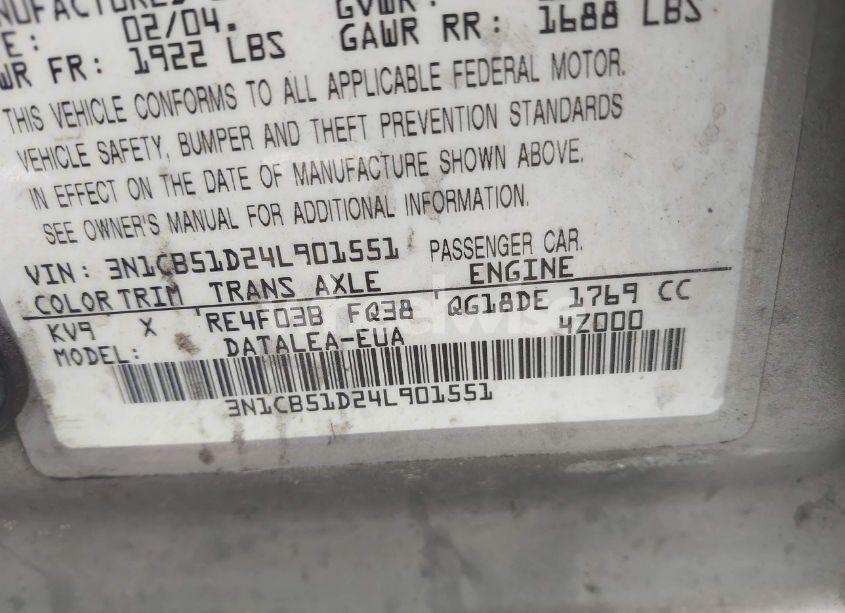 02/04. GVWR:
WR FR: 1922 LBS GAWR RR: 1688 LBS
THIS VEHICLE CONFORMS TO ALL APPLICABLE FEDERAL MOTOR.
VEHICLE SAFETY, BUMPER AND THEFT PREVENTION STANDARDS
IN EFFECT ON THE DATE OF MANUFACTURE SHOWN ABOVE.
SEE OWNER'S MANUAL FOR ADDITIONAL INFORMATION.
VIN: 3N1CB51D24L901551 PASSENGER CAR.
COLOR TRIM TRANS AXLE ENGINE
KV9 X RE4F03B FQ38 QG18DE 1769 CC
MODEL: DATALEA-EUA 4Z000
3N1CB51D24L901551